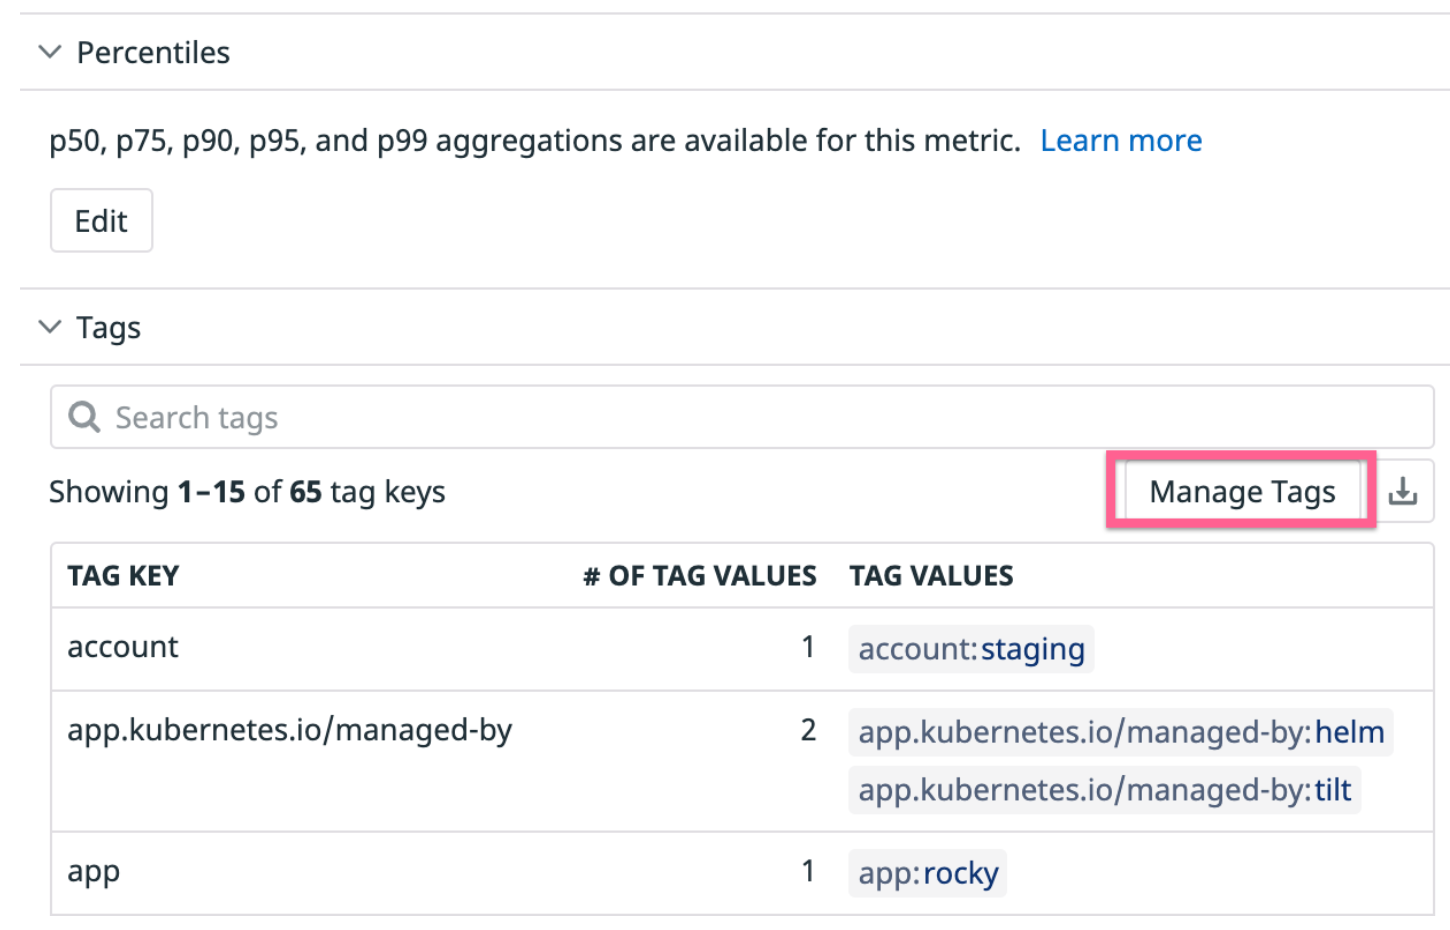 Percentiles
p50, p75, p90, p95, and p99 aggregations are available for this metric. Learn more
Edit
Tags
Search tags
Showing 1–15 of 65 tag keys
Manage Tags
TAG KEY # OF TAG VALUES TAG VALUES
account 1 account:staging
app.kubernetes.io/managed-by 2 app.kubernetes.io/managed-by:helm
app.kubernetes.io/managed-by:tilt
app 1 app:rocky